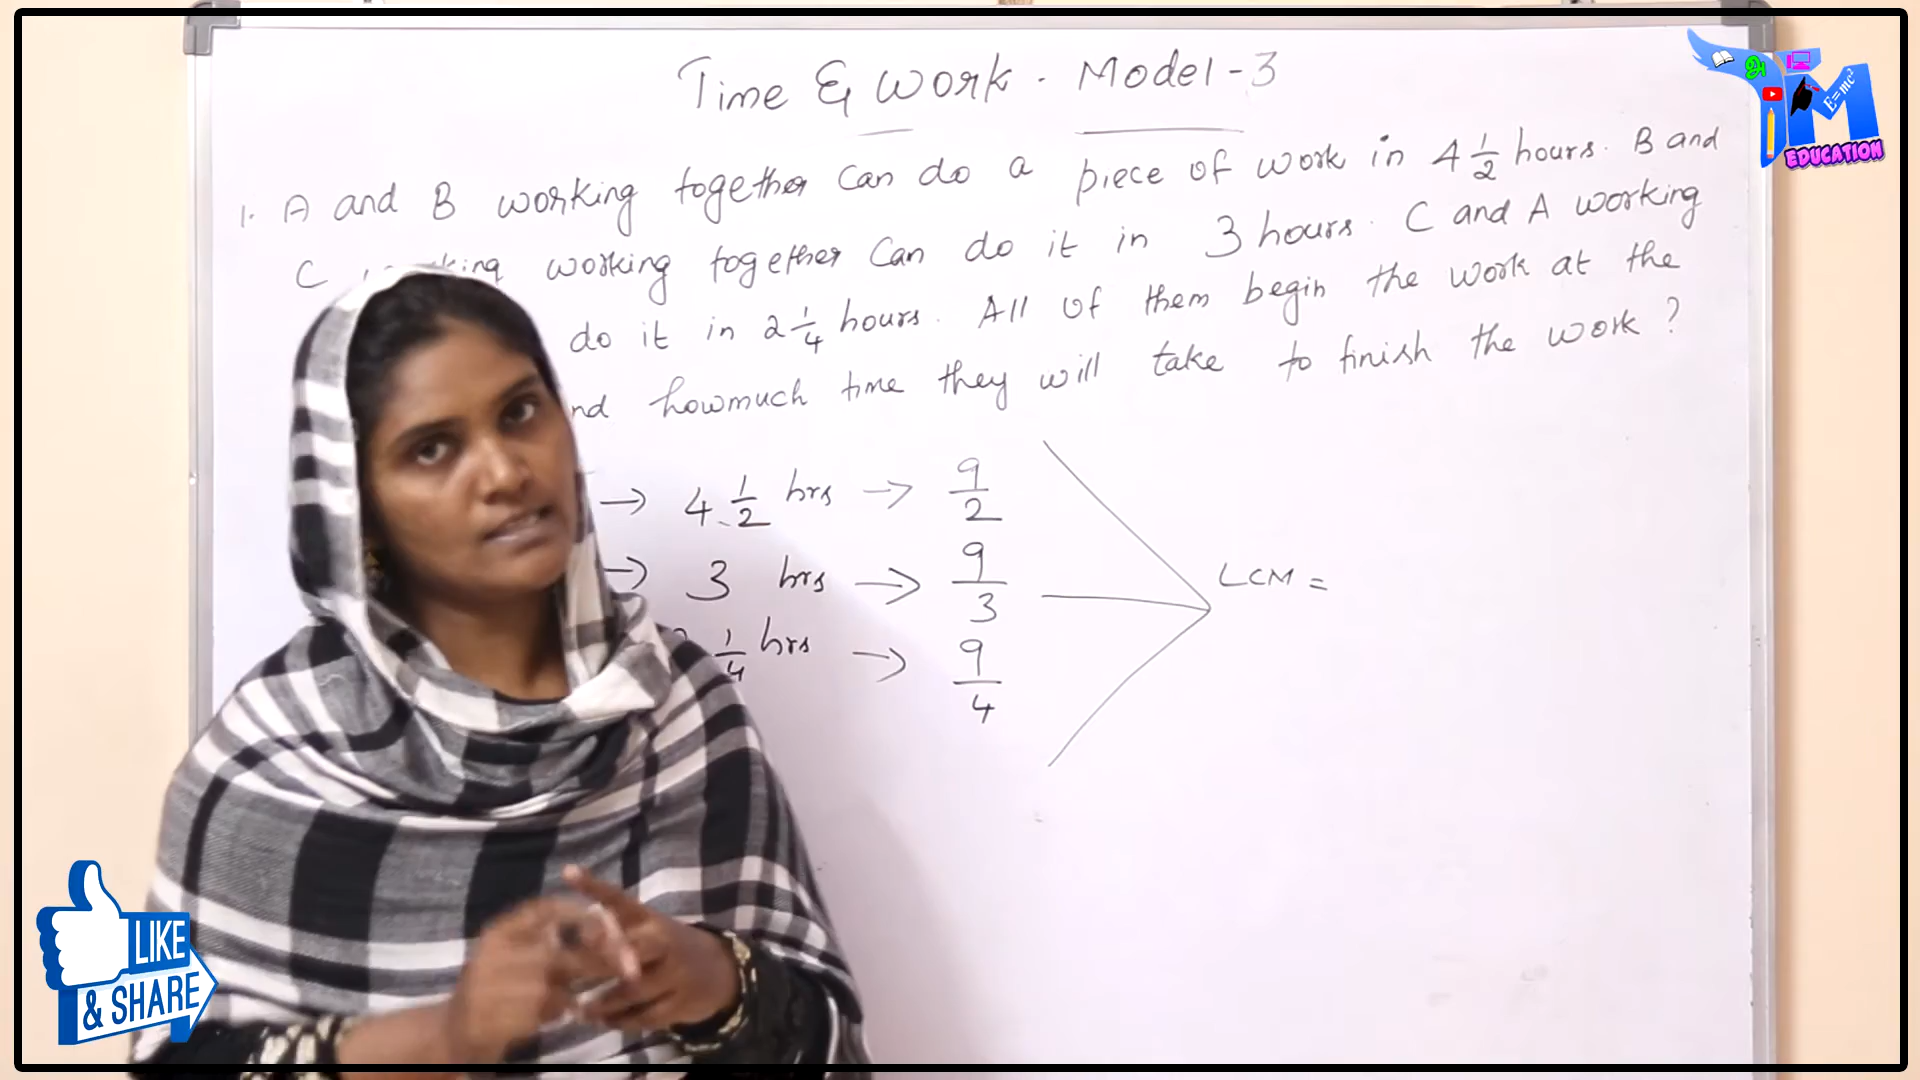 Time & Work - Model-3
1. A and B working together can do a piece of work in 4 1/2 hours. B and
C working together can do it in 3 hours. C and A working
do it in 2 1/4 hours. All of them begin the work at the
howmuch time they will take to finish the work?
→ 4 1/2 hrs → 9/2
→ 3 hrs → 9/3
1/4 hrs → 9/4
LCM =
அ
E=mc²
TM
EDUCATION
LIKE
& SHARE